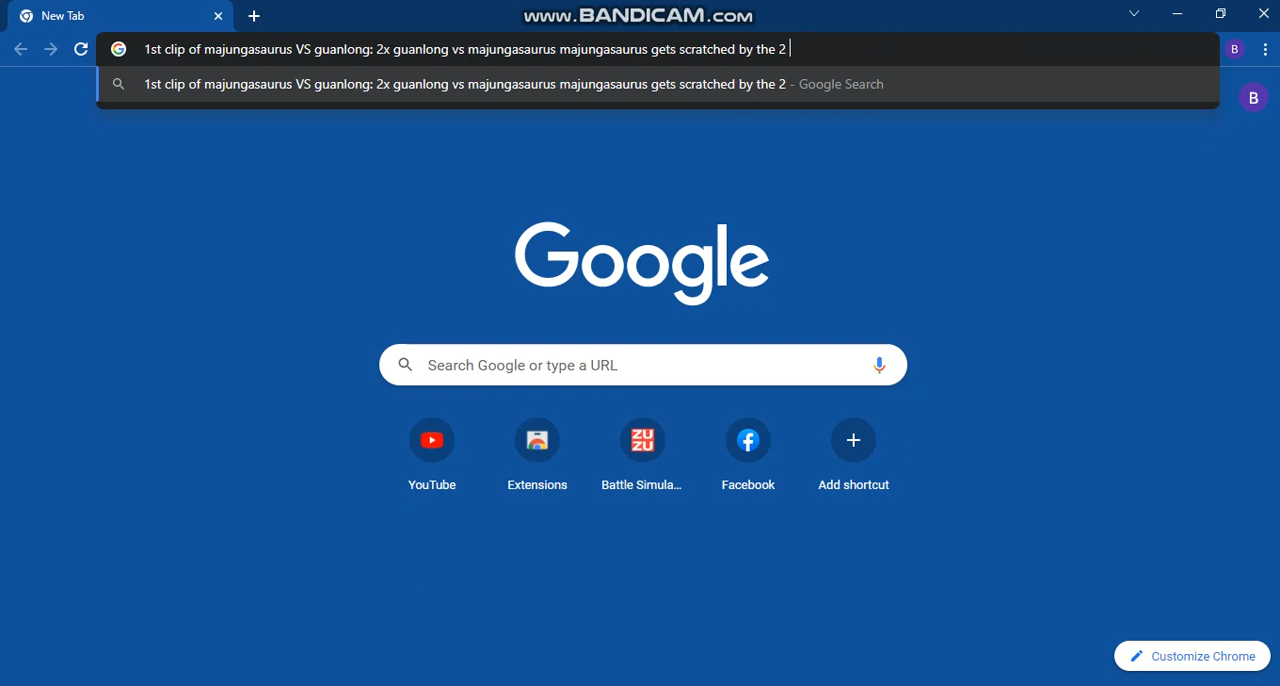 New Tab
www.BANDICAM.com
1st clip of majungasaurus VS guanlong: 2x guanlong vs majungasaurus majungasaurus gets scratched by the 2
B
1st clip of majungasaurus VS guanlong: 2x guanlong vs majungasaurus majungasaurus gets scratched by the 2 - Google Search
B
Google
Search Google or type a URL
ZU
ZU
YouTube
Extensions
Battle Simula...
Facebook
Add shortcut
Customize Chrome